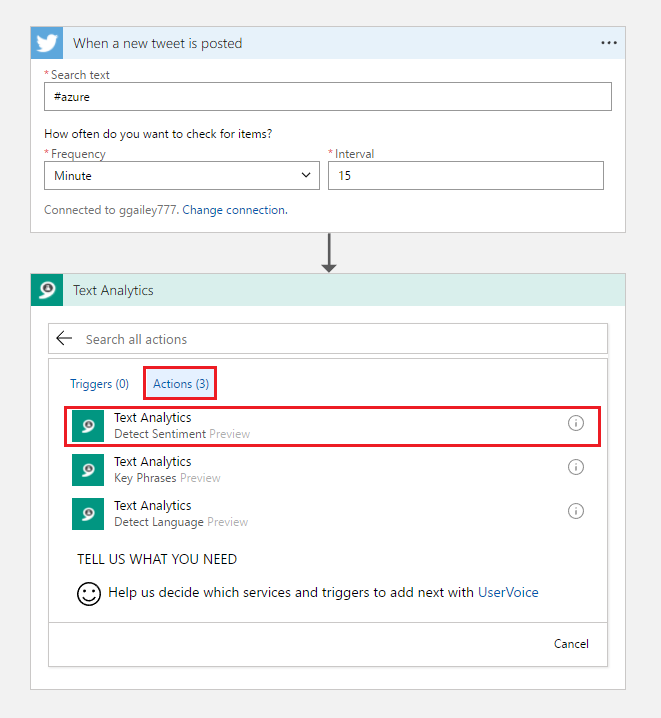 When a new tweet is posted
* Search text
#azure
How often do you want to check for items?
* Frequency
* Interval
Minute
15
Connected to ggailey777. Change connection.
Text Analytics
Search all actions
Triggers (0)
Actions (3)
Text Analytics
Detect Sentiment Preview
Text Analytics
Key Phrases Preview
Text Analytics
Detect Language Preview
TELL US WHAT YOU NEED
Help us decide which services and triggers to add next with UserVoice
Cancel